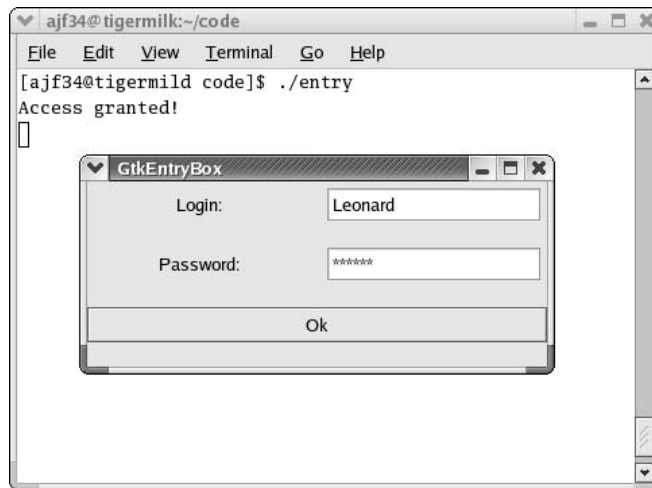 ajf34@tigermilk:~/code
File Edit View Terminal Go Help
[ajf34@tigermild code]$ ./entry
Access granted!
GtkEntryBox
Login: Leonard
Password: ******
Ok